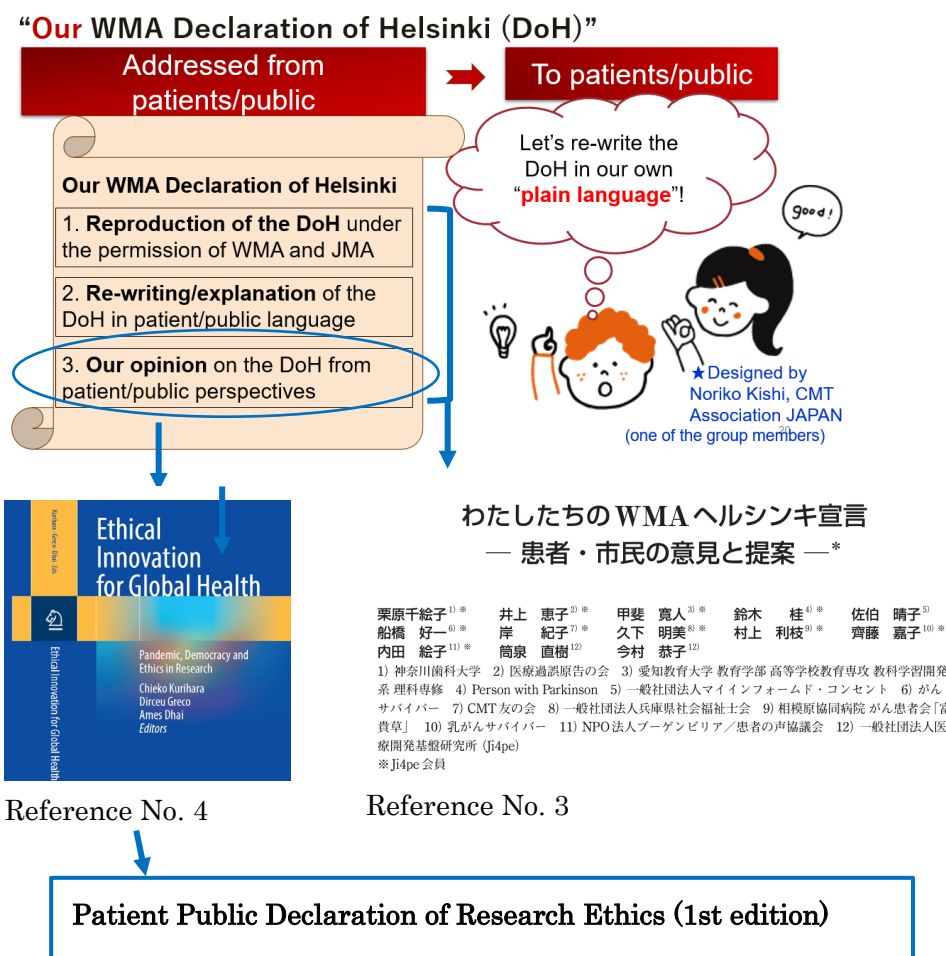 “Our WMA Declaration of Helsinki (DoH)”
Addressed from
patients/public
To patients/public
Our WMA Declaration of Helsinki
1. Reproduction of the DoH under
the permission of WMA and JMA
2. Re-writing/explanation of the
DoH in patient/public language
3. Our opinion on the DoH from
patient/public perspectives
Let’s re-write the
DoH in our own
“plain language”!
good!
★Designed by
Noriko Kishi, CMT
Association JAPAN
(one of the group members)
20
Kurihara · Greco · Dhai Eds.
Ethical Innovation for Global Health
Ethical
Innovation
for Global Health
Pandemic, Democracy and
Ethics in Research
Chieko Kurihara
Dirceu Greco
Ames Dhai
Editors
Reference No. 4
わたしたちのWMAヘルシンキ宣言
― 患者・市民の意見と提案 ―*
栗原千絵子1) ※ 井上 恵子2) ※ 甲斐 寛人3) ※ 鈴木 桂4) ※ 佐伯 晴子5)
船橋 好一6) ※ 岸 紀子7) ※ 久下 明美8) ※ 村上 利枝9) ※ 齊藤 嘉子10) ※
内田 絵子11) ※ 筒泉 直樹12) 今村 恭子12)
1) 神奈川歯科大学 2) 医療過誤原告の会 3) 愛知教育大学 教育学部 高等学校教育専攻 教科学習開発
系 理科専修 4) Person with Parkinson 5) 一般社団法人マイインフォームド・コンセント 6) がん
サバイバー 7) CMT友の会 8) 一般社団法人兵庫県社会福祉士会 9) 相模原協同病院 がん患者会「富
貴草」 10) 乳がんサバイバー 11) NPO法人ブーゲンビリア／患者の声協議会 12) 一般社団法人医
療開発基盤研究所 (Ji4pe)
※Ji4pe会員
Reference No. 3
Patient Public Declaration of Research Ethics (1st edition)